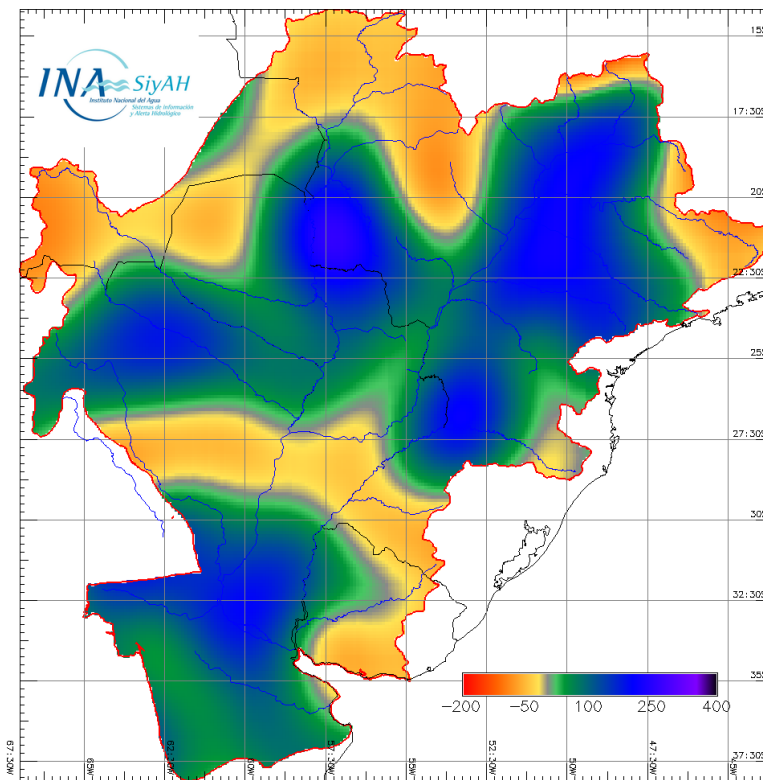 15S
INA SiyAH
Instituto Nacional del Agua
Sistemas de Información
y Alerta Hidrológico
17:30S
20S
22:30S
25S
27:30S
30S
32:30S
−200 −50 100 250 400
35S
37:30S
67:30W 65W 62:30W 60W 57:30W 55W 52:30W 50W 47:30W 45W